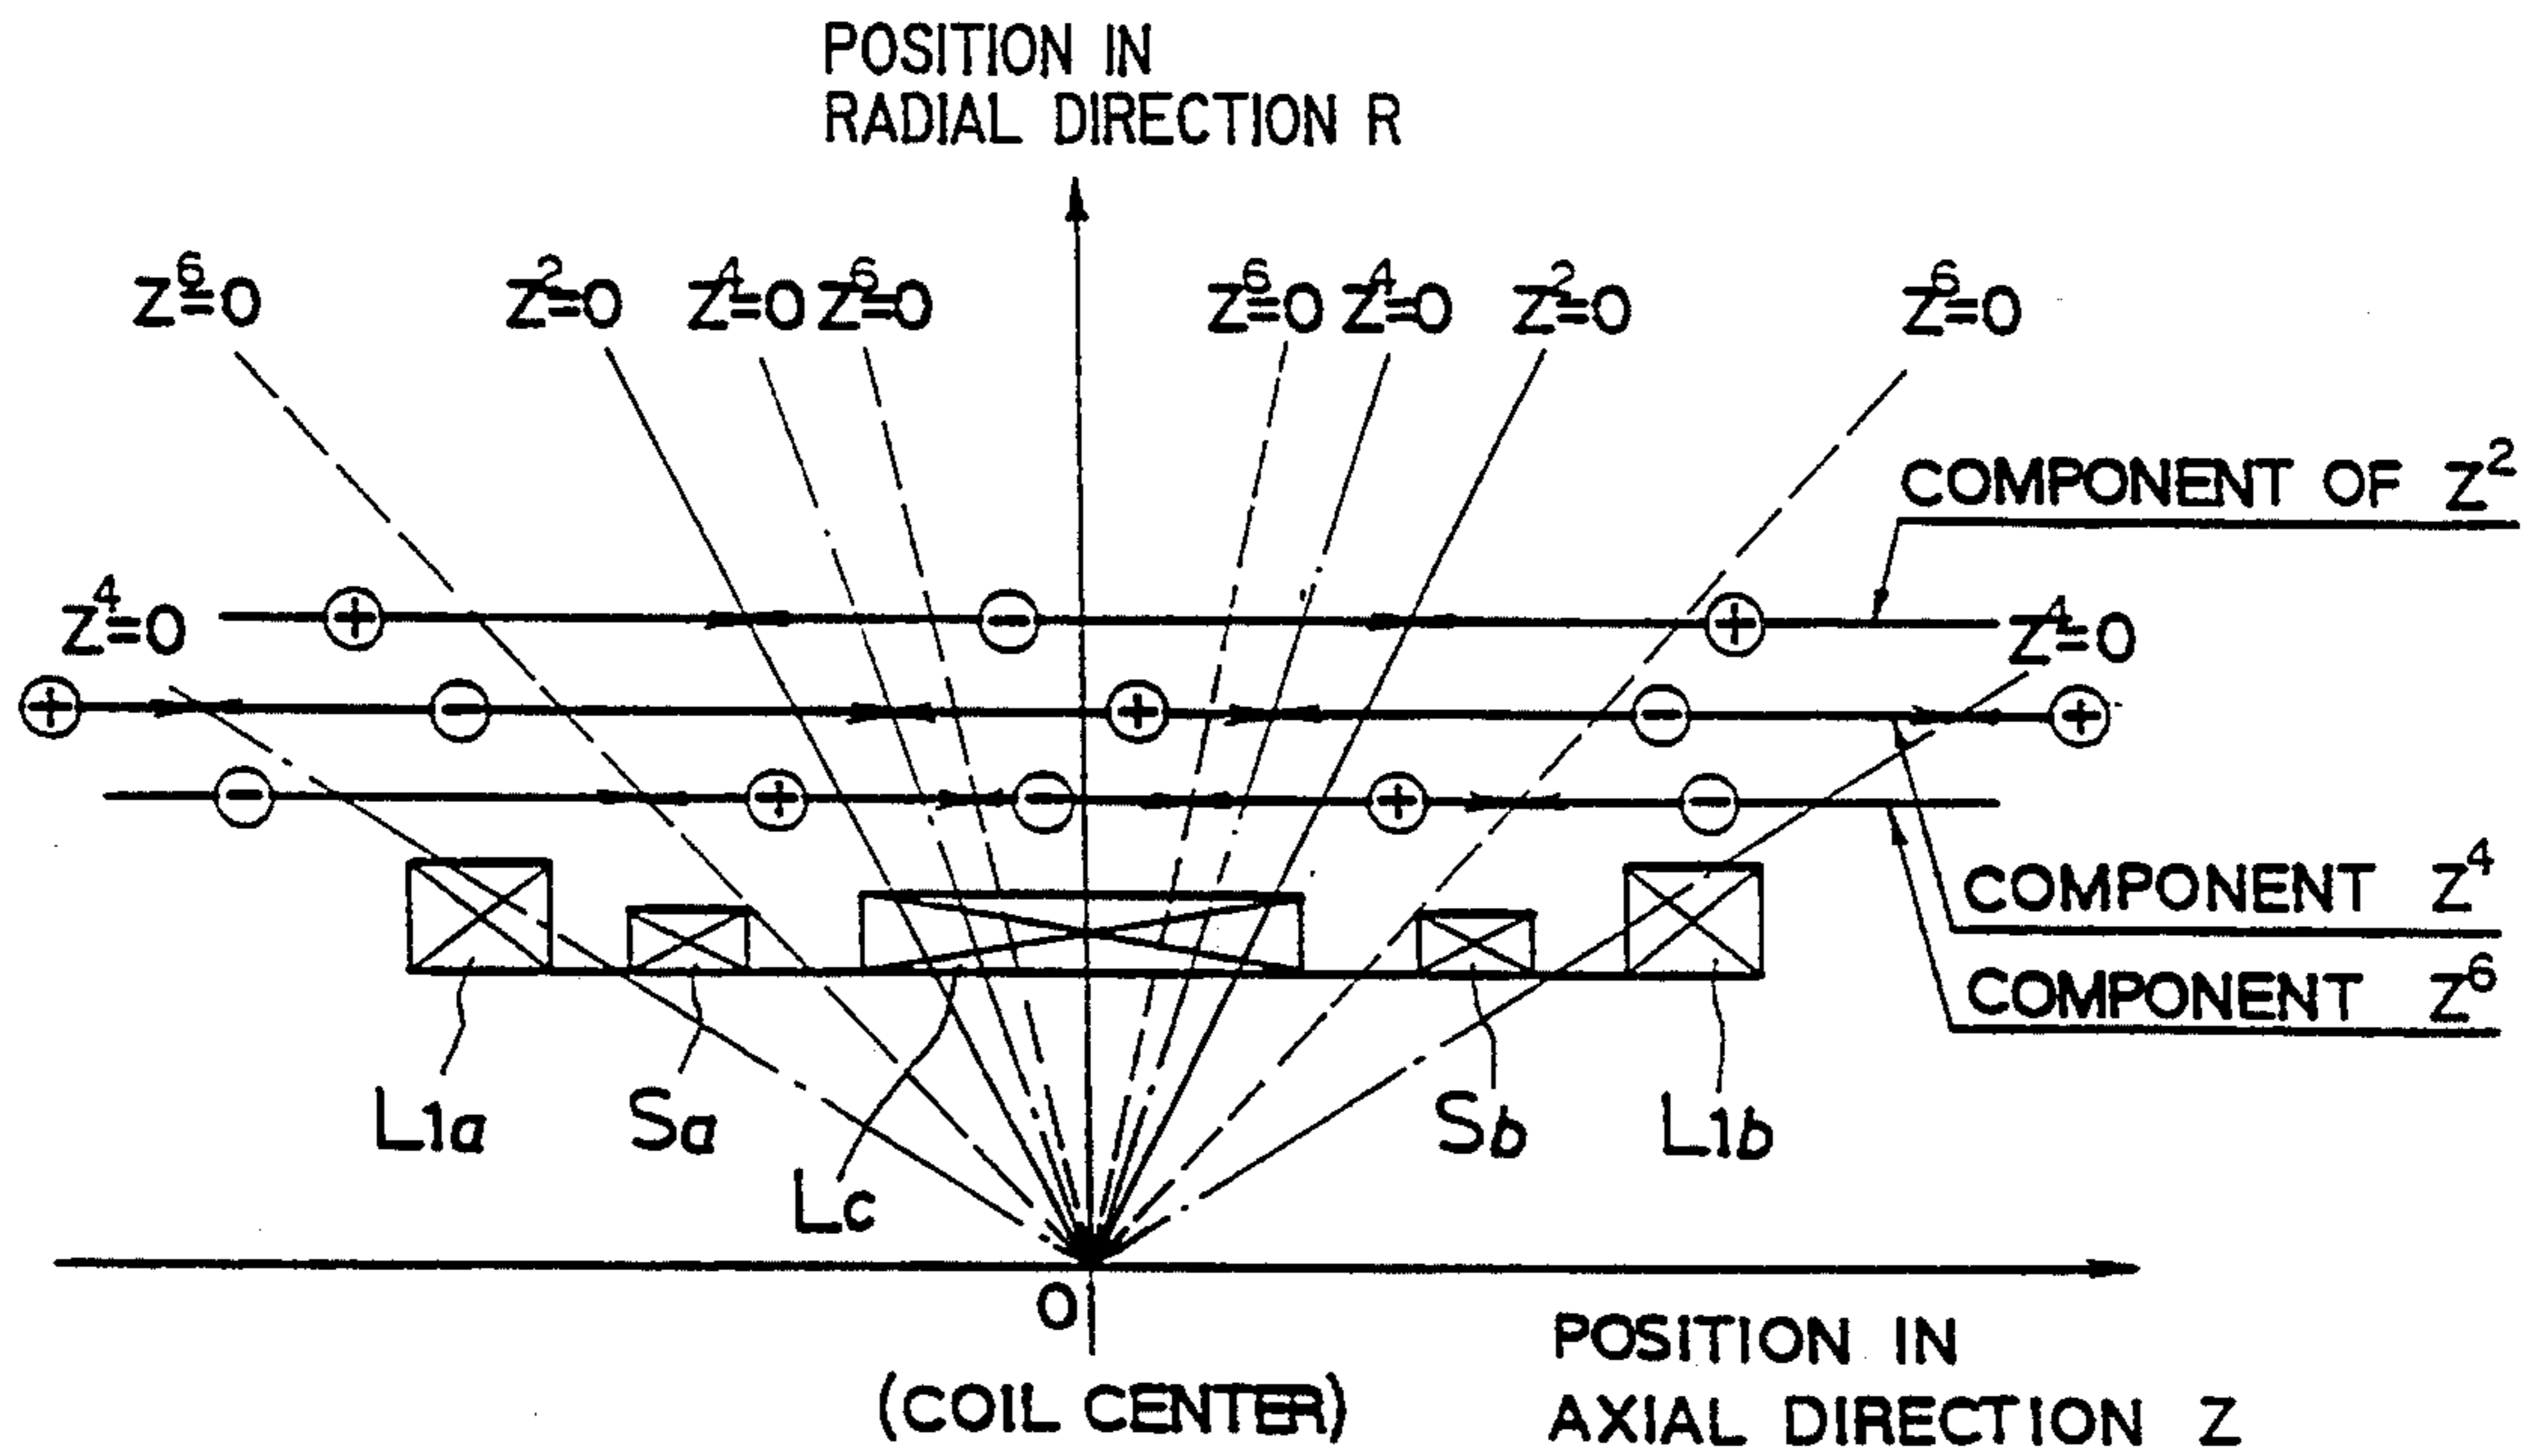 POSITION IN
RADIAL DIRECTION R
Z⁶=0 Z²=0 Z⁴=0 Z⁶=0 Z⁶=0 Z⁴=0 Z²=0 Z⁶=0
COMPONENT OF Z²
Z⁴=0 + − + Z⁴=0
+ − + − +
− + − + −
COMPONENT Z⁴
COMPONENT Z⁶
L1a Sa Lc Sb L1b
O
(COIL CENTER)
POSITION IN
AXIAL DIRECTION Z